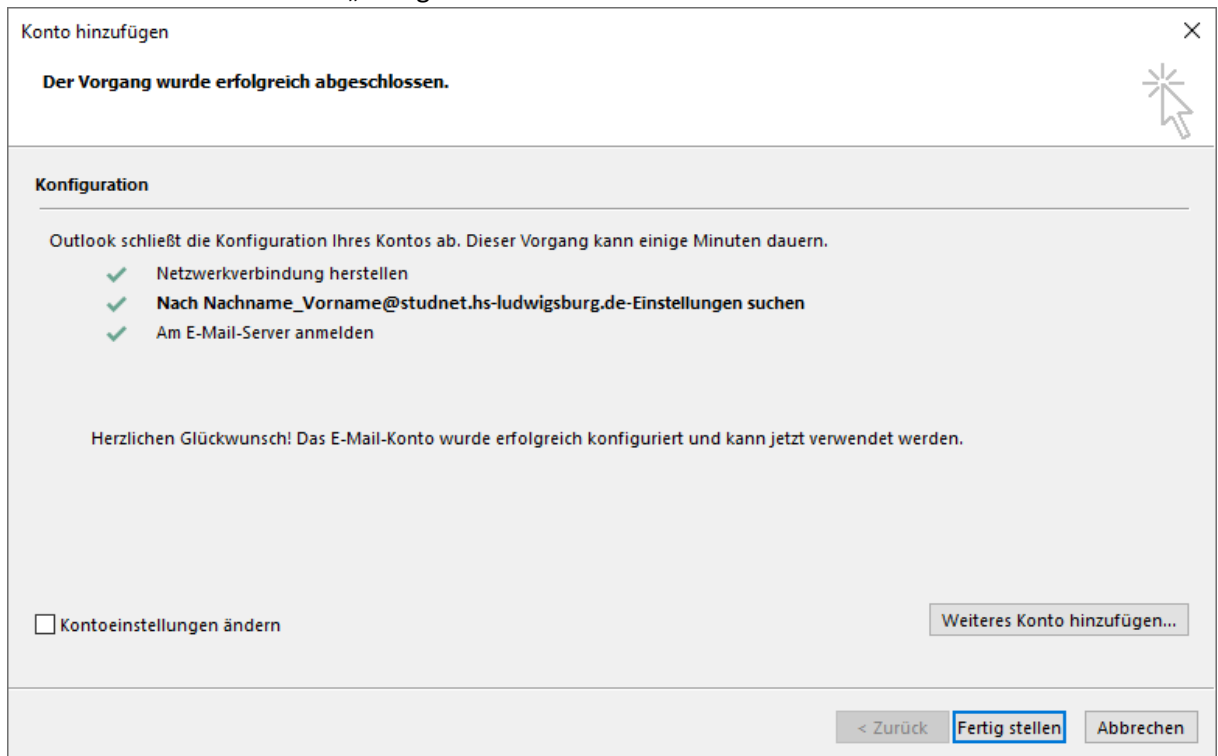 Konto hinzufügen
Der Vorgang wurde erfolgreich abgeschlossen.
Konfiguration
Outlook schließt die Konfiguration Ihres Kontos ab. Dieser Vorgang kann einige Minuten dauern.
Netzwerkverbindung herstellen
Nach Nachname_Vorname@studnet.hs-ludwigsburg.de-Einstellungen suchen
Am E-Mail-Server anmelden
Herzlichen Glückwunsch! Das E-Mail-Konto wurde erfolgreich konfiguriert und kann jetzt verwendet werden.
Kontoeinstellungen ändern
Weiteres Konto hinzufügen...
< Zurück Fertig stellen Abbrechen